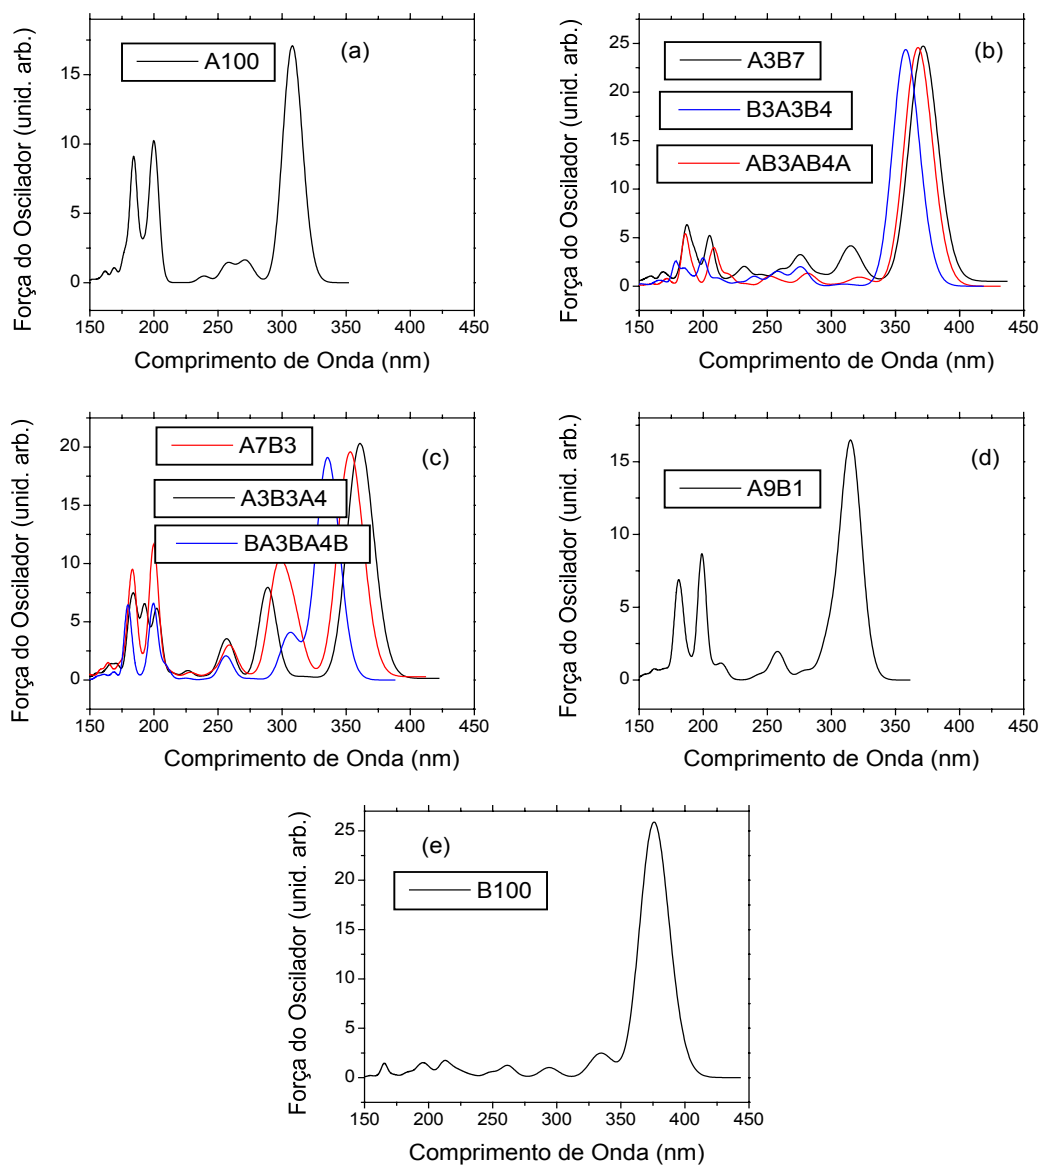 (a)
A100
Força do Oscilador (unid. arb.)
15
10
5
0
150 200 250 300 350 400 450
Comprimento de Onda (nm)
(b)
A3B7
B3A3B4
AB3AB4A
Força do Oscilador (unid. arb.)
25
20
15
10
5
0
150 200 250 300 350 400 450
Comprimento de Onda (nm)
(c)
A7B3
A3B3A4
BA3BA4B
Força do Oscilador (unid. arb.)
20
15
10
5
0
150 200 250 300 350 400 450
Comprimento de Onda (nm)
(d)
A9B1
Força do Oscilador (unid. arb.)
15
10
5
0
150 200 250 300 350 400 450
Comprimento de Onda (nm)
(e)
B100
Força do Oscilador (unid. arb.)
25
20
15
10
5
0
150 200 250 300 350 400 450
Comprimento de Onda (nm)